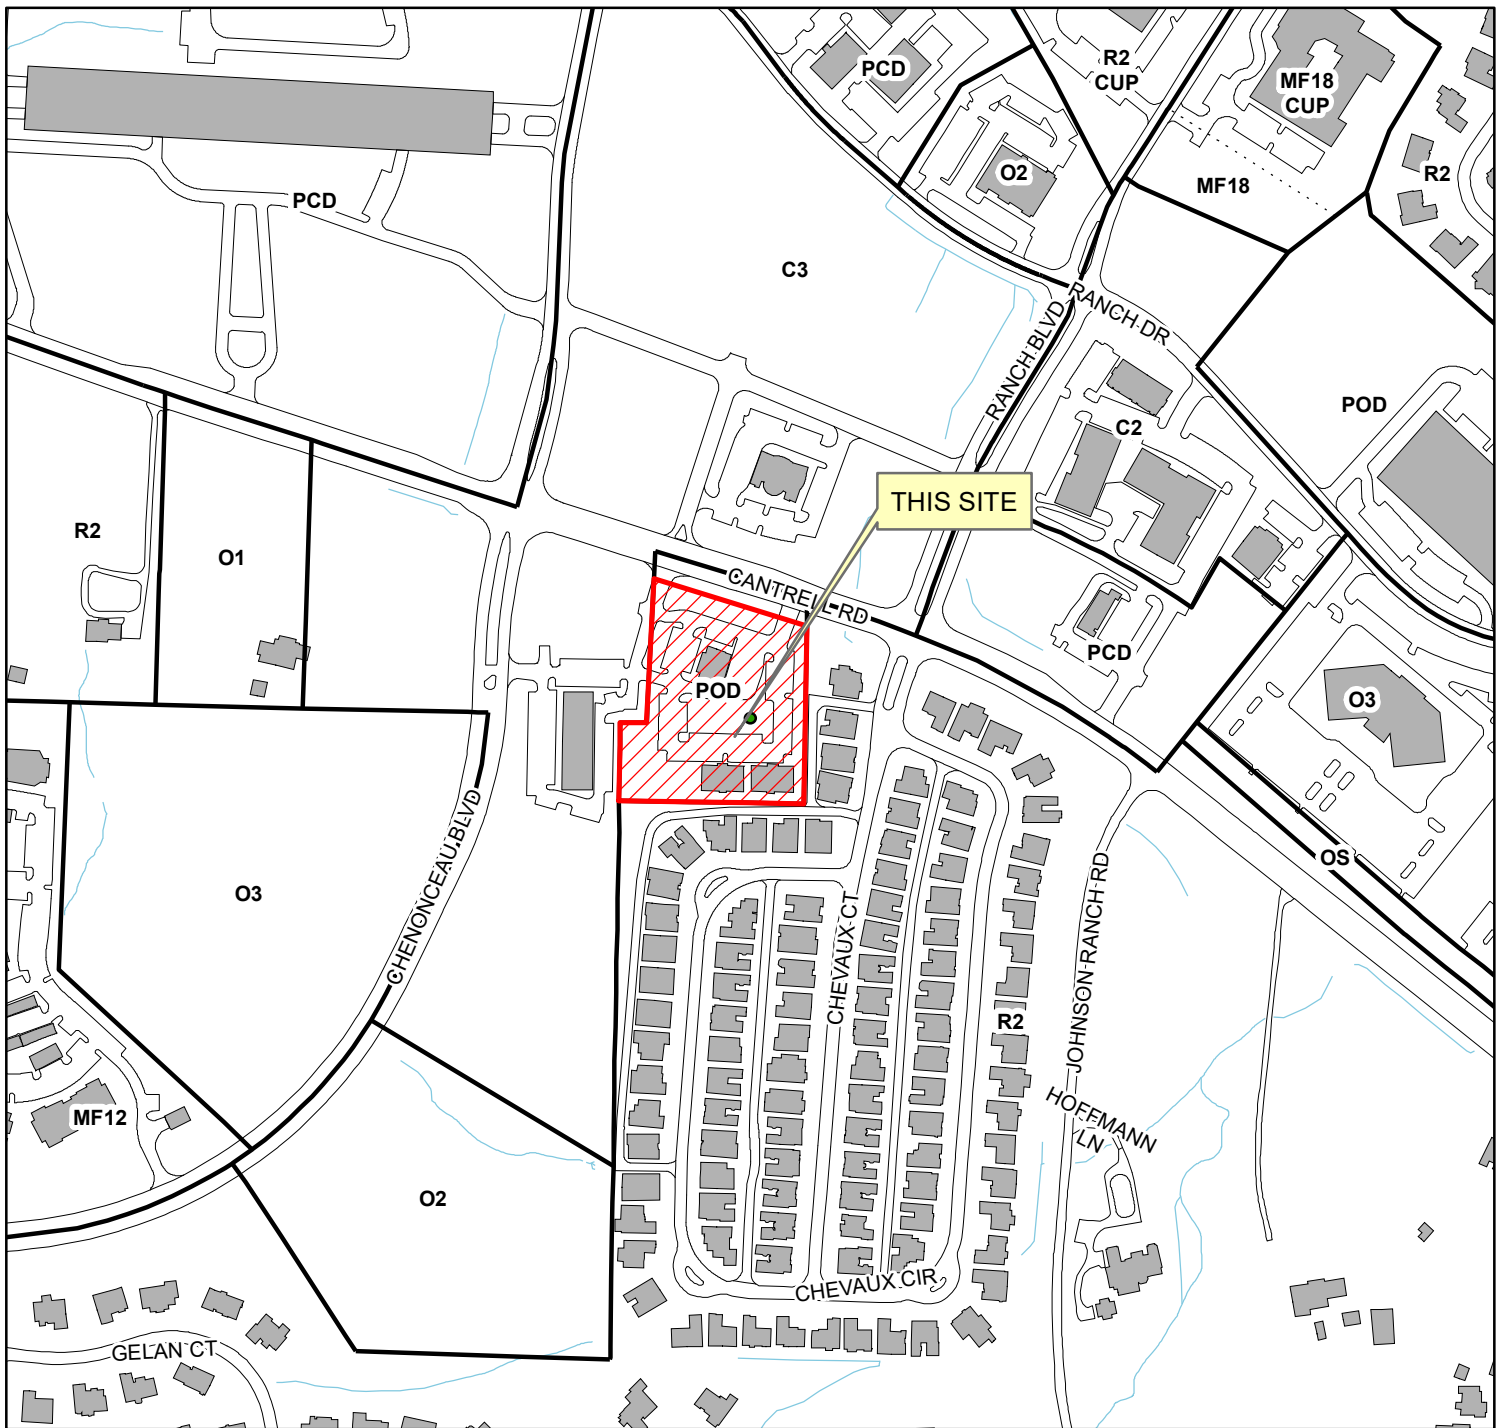 PCD
R2
CUP
MF18
CUP
O2
MF18
R2
PCD
C3
RANCH BLVD
RANCH DR
POD
C2
THIS SITE
R2
O1
CANTRELL RD
PCD
POD
O3
CHENONCEAU BLVD
OS
O3
CHEVAUX CT
JOHNSON RANCH RD
R2
MF12
HOFFMANN
LN
O2
CHEVAUX CIR
GELAN CT